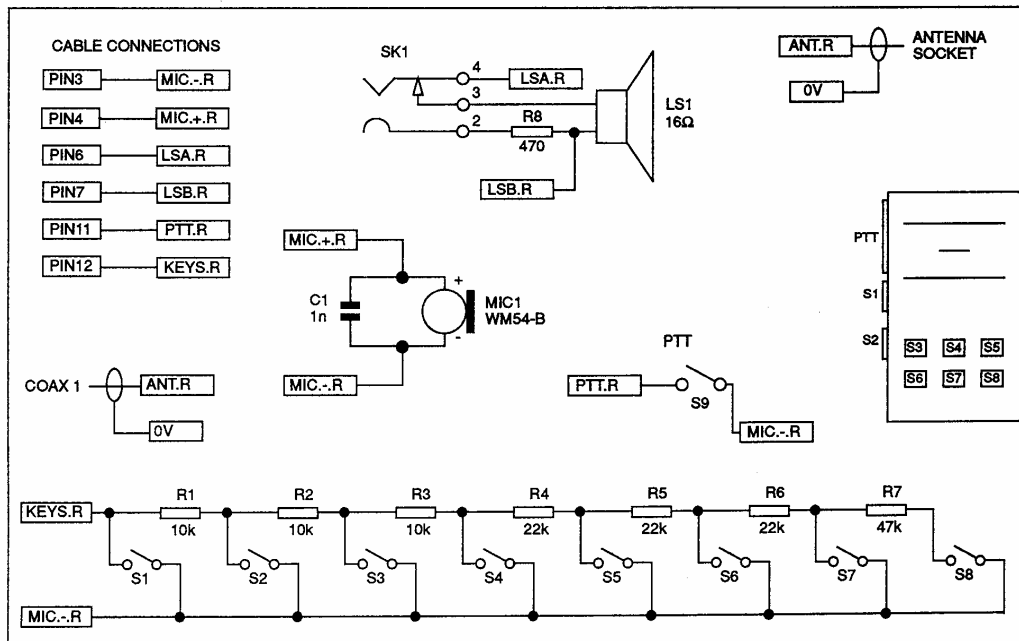 CABLE CONNECTIONS
PIN3 MIC.-.R
PIN4 MIC.+.R
PIN6 LSA.R
PIN7 LSB.R
PIN11 PTT.R
PIN12 KEYS.R
SK1
4 LSA.R
3
2 R8
470
LS1
16Ω
LSB.R
ANT.R
ANTENNA
SOCKET
0V
MIC.+.R
C1
1n
+
-
MIC1
WM54-B
MIC.-.R
COAX 1 ANT.R
0V
PTT
PTT.R
S9
MIC.-.R
PTT
S1
S2
S3 S4 S5
S6 S7 S8
KEYS.R
R1 R2 R3 R4 R5 R6 R7
10k 10k 10k 22k 22k 22k 47k
S1 S2 S3 S4 S5 S6 S7 S8
MIC.-.R